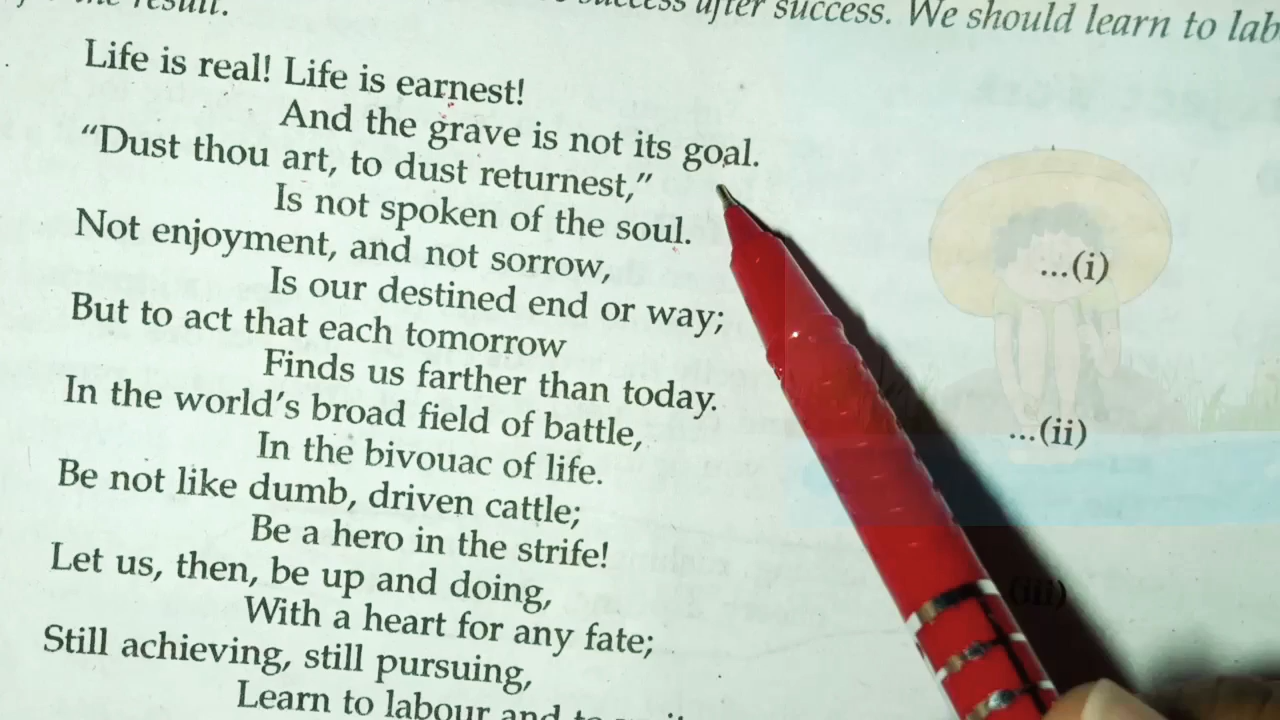 the result.
success after success. We should learn to lab
Life is real! Life is earnest!
And the grave is not its goal.
"Dust thou art, to dust returnest,"
Is not spoken of the soul.
...(i)
Not enjoyment, and not sorrow,
Is our destined end or way;
But to act that each tomorrow
Finds us farther than today.
...(ii)
In the world's broad field of battle,
In the bivouac of life.
Be not like dumb, driven cattle;
Be a hero in the strife!
(iii)
Let us, then, be up and doing,
With a heart for any fate;
Still achieving, still pursuing,
Learn to labour and to